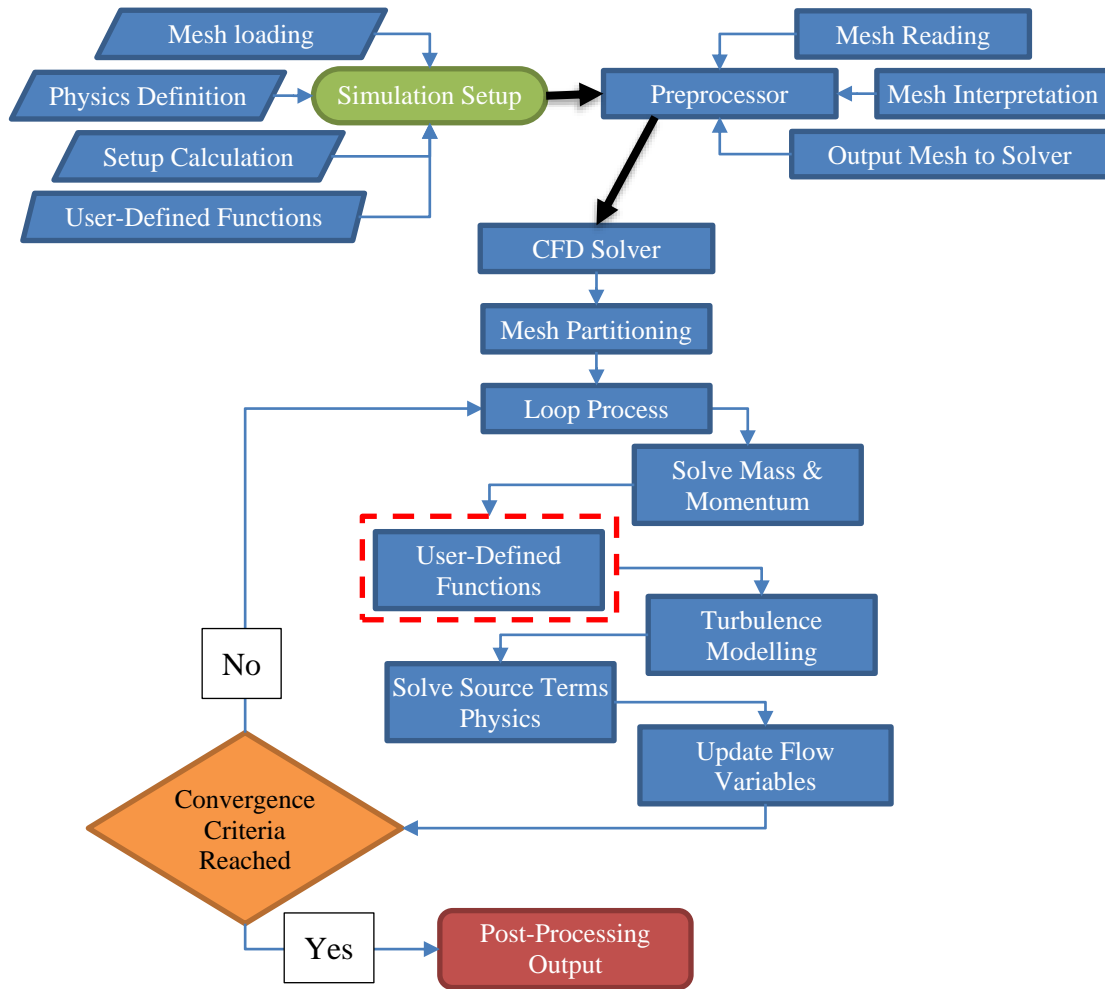 Mesh loading
Mesh Reading
Physics Definition
Simulation Setup
Preprocessor
Mesh Interpretation
Setup Calculation
Output Mesh to Solver
User-Defined Functions
CFD Solver
Mesh Partitioning
Loop Process
Solve Mass &
Momentum
User-Defined
Functions
Turbulence
Modelling
No
Solve Source Terms
Physics
Update Flow
Variables
Convergence
Criteria
Reached
Yes
Post-Processing
Output